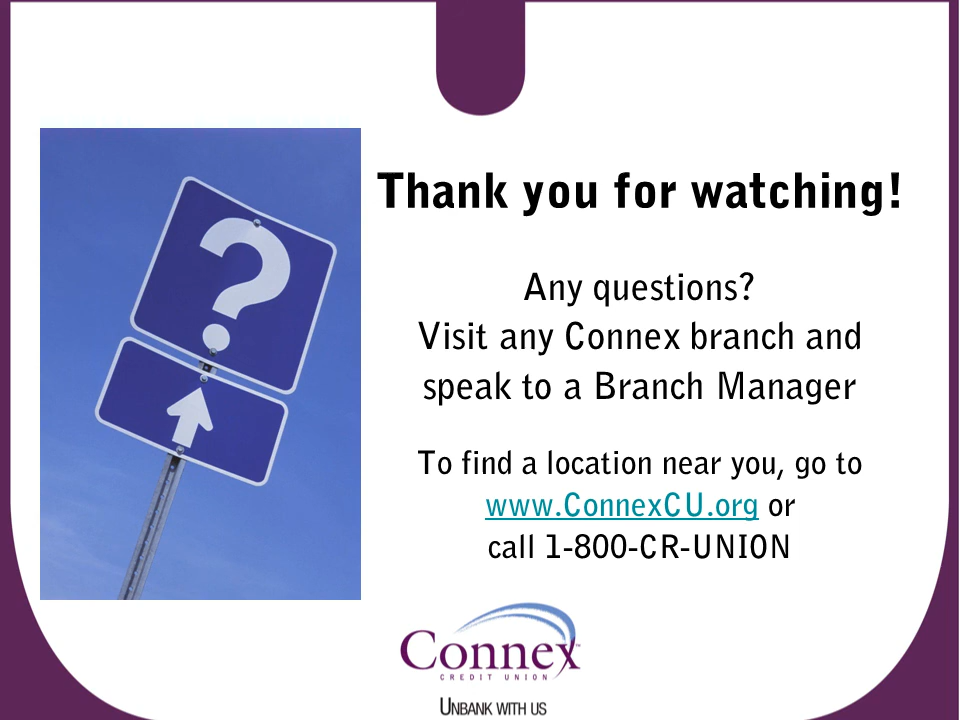 ?
Thank you for watching!
Any questions?
Visit any Connex branch and
speak to a Branch Manager
To find a location near you, go to
www.ConnexCU.org or
call 1-800-CR-UNION
Connex™
CREDIT UNION
UNBANK WITH US